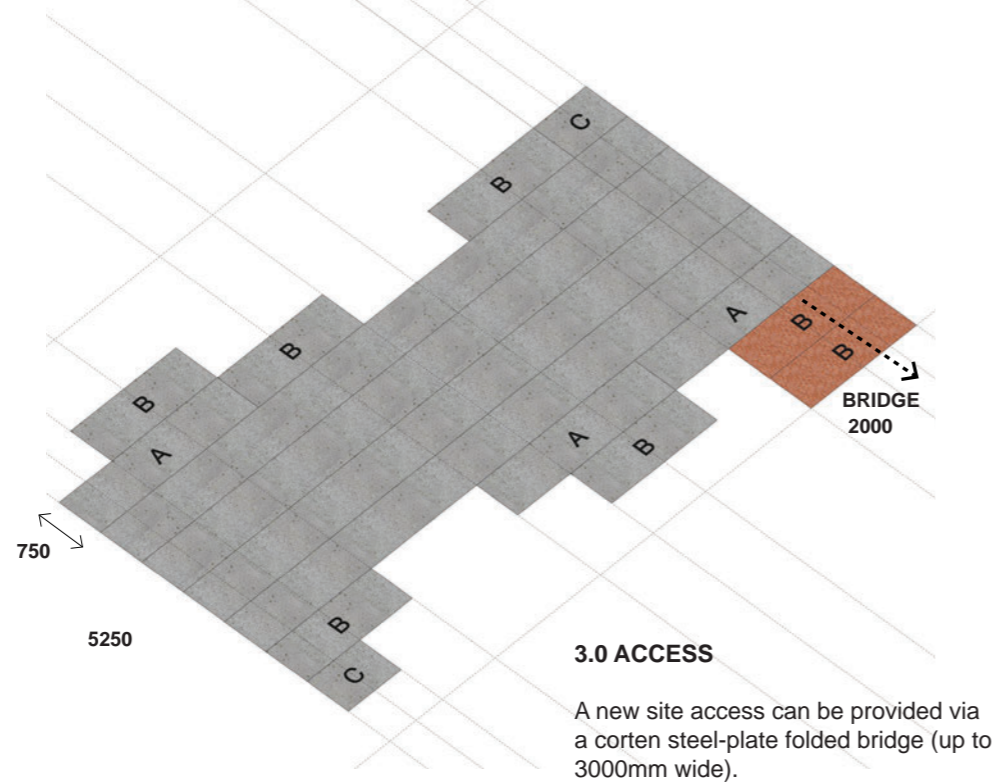 C
B
A
B
B
BRIDGE
2000
B
B
A
A
B
750
5250
B
C
3.0 ACCESS
A new site access can be provided via
a corten steel-plate folded bridge (up to
3000mm wide).